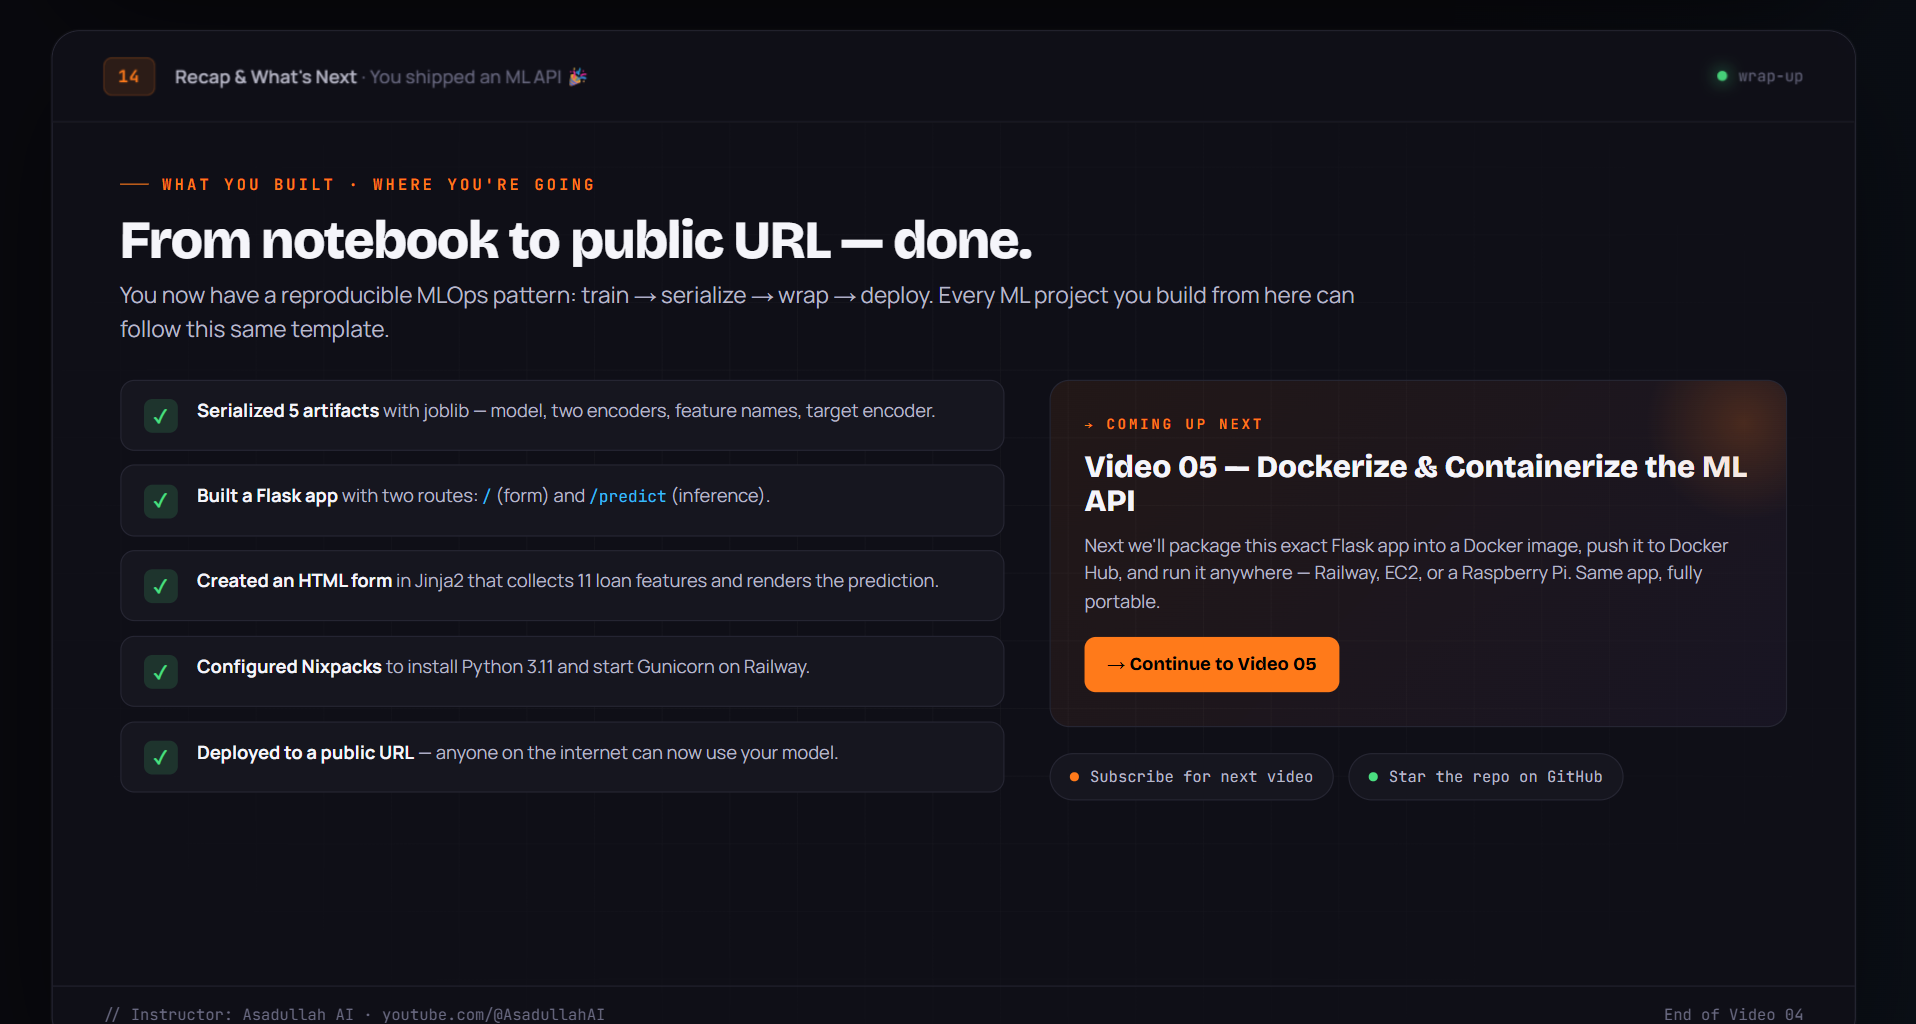 14 Recap & What's Next · You shipped an ML API 🎉
wrap-up
WHAT YOU BUILT · WHERE YOU'RE GOING
From notebook to public URL — done.
You now have a reproducible MLOps pattern: train → serialize → wrap → deploy. Every ML project you build from here can
follow this same template.
✓ Serialized 5 artifacts with joblib — model, two encoders, feature names, target encoder.
✓ Built a Flask app with two routes: / (form) and /predict (inference).
✓ Created an HTML form in Jinja2 that collects 11 loan features and renders the prediction.
✓ Configured Nixpacks to install Python 3.11 and start Gunicorn on Railway.
✓ Deployed to a public URL — anyone on the internet can now use your model.
→ COMING UP NEXT
Video 05 — Dockerize & Containerize the ML
API
Next we'll package this exact Flask app into a Docker image, push it to Docker
Hub, and run it anywhere — Railway, EC2, or a Raspberry Pi. Same app, fully
portable.
→ Continue to Video 05
Subscribe for next video
Star the repo on GitHub
// Instructor: Asadullah AI · youtube.com/@AsadullahAI
End of Video 04